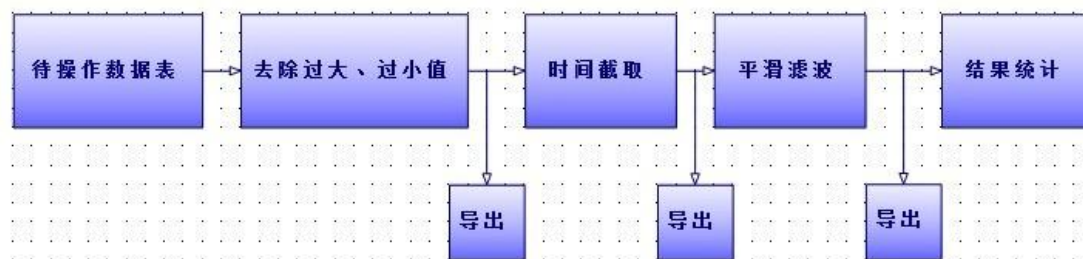 待操作数据表
去除过大、过小值
时间截取
平滑滤波
结果统计
导出
导出
导出